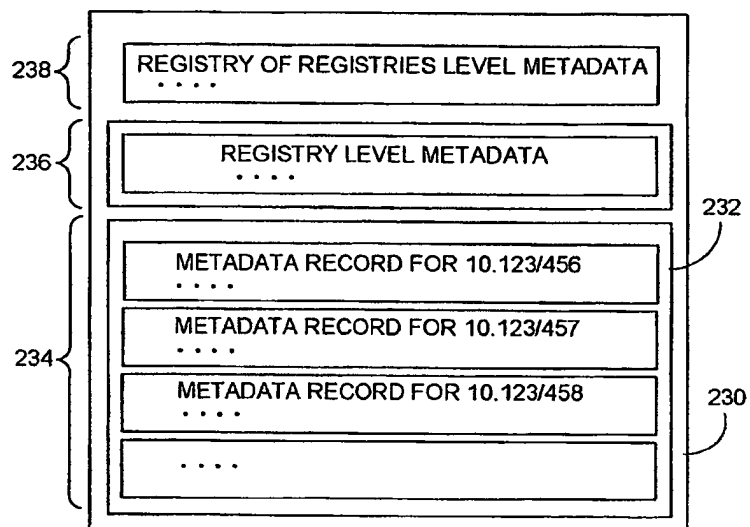 238
REGISTRY OF REGISTRIES LEVEL METADATA
. . . .
236
REGISTRY LEVEL METADATA
. . . .
232
METADATA RECORD FOR 10.123/456
. . . .
METADATA RECORD FOR 10.123/457
. . . .
234
METADATA RECORD FOR 10.123/458
. . . .
230
. . . .